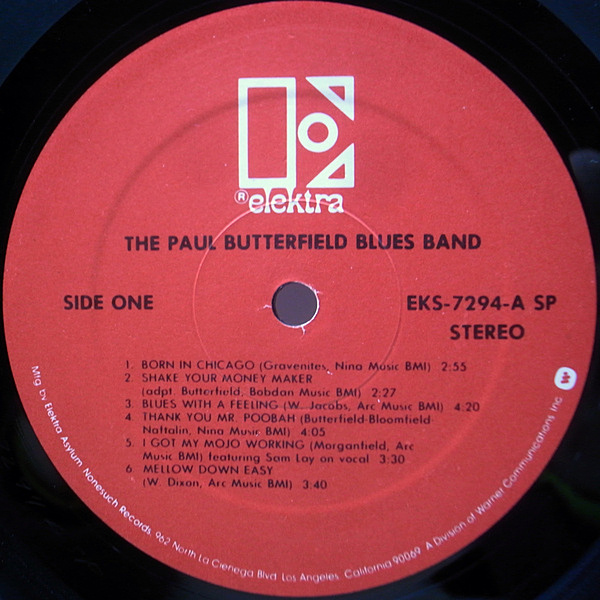 ® elektra
THE PAUL BUTTERFIELD BLUES BAND
SIDE ONE
EKS-7294-A SP
STEREO
1. BORN IN CHICAGO (Gravenites, Nina Music BMI) 2:55
2. SHAKE YOUR MONEY MAKER
(adpt. Butterfield, Bobdan Music BMI) 2:27
3. BLUES WITH A FEELING (W. Jacobs, Arc Music BMI) 4:20
4. THANK YOU MR. POOBAH (Butterfield-Bloomfield-
Naftalin, Nina Music BMI) 4:05
5. I GOT MY MOJO WORKING (Morganfield, Arc
Music BMI) featuring Sam Lay on vocal 3:30
6. MELLOW DOWN EASY
(W. Dixon, Arc Music BMI) 3:40
Mfg by Elektra Asylum Nonesuch Records, 962 North La Cienega Blvd. Los Angeles, California 90069 A Division of Warner Communications Inc W